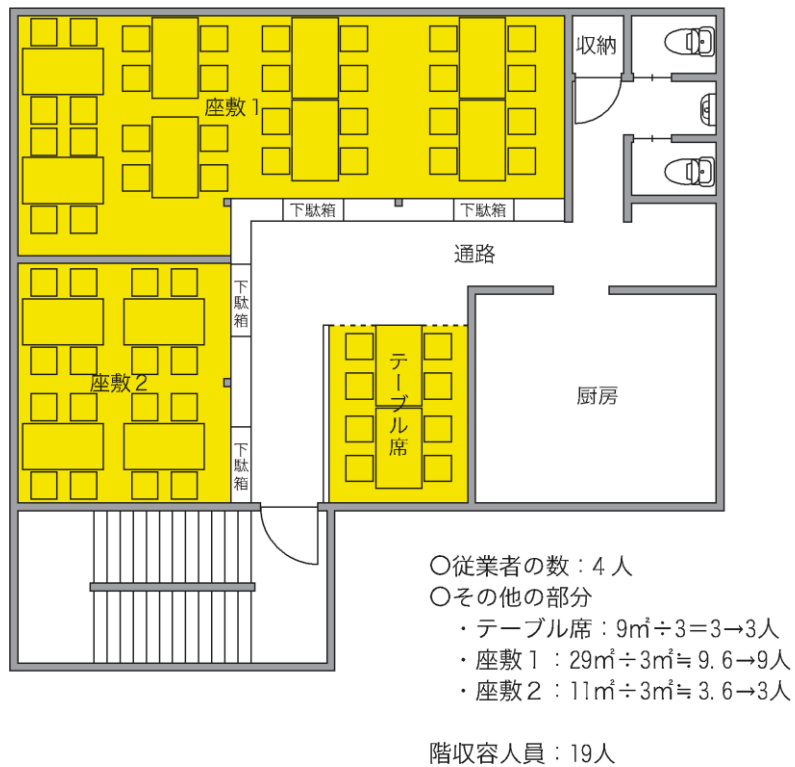 収納
座敷1
下駄箱
下駄箱
通路
下駄箱
テーブル席
座敷2
厨房
下駄箱
○従業者の数：4人
○その他の部分
・テーブル席：9㎡÷3＝3→3人
・座敷1：29㎡÷3㎡≒9.6→9人
・座敷2：11㎡÷3㎡≒3.6→3人
階収容人員：19人